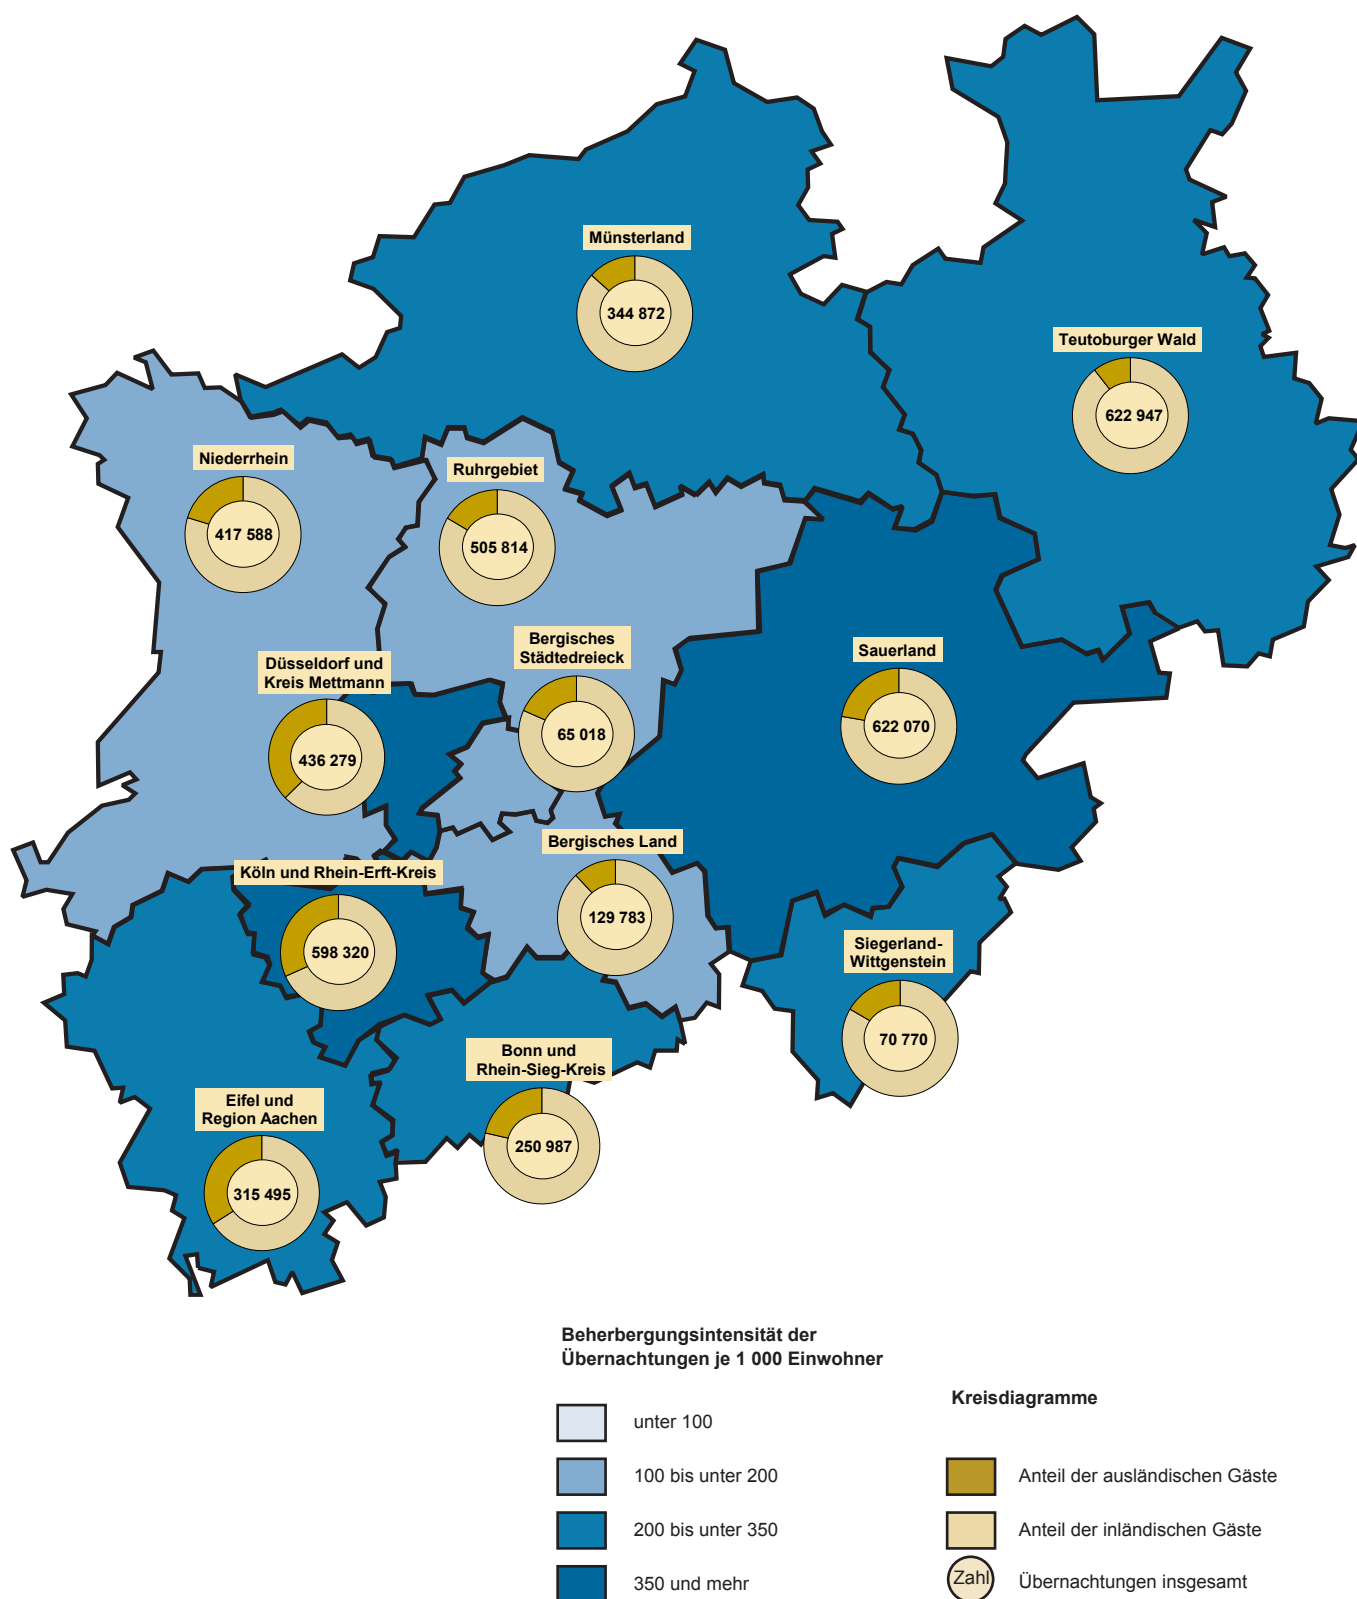 Münsterland
344 872
Teutoburger Wald
622 947
Niederrhein
417 588
Ruhrgebiet
505 814
Bergisches
Städtedreieck
65 018
Düsseldorf und
Kreis Mettmann
436 279
Sauerland
622 070
Bergisches Land
129 783
Köln und Rhein-Erft-Kreis
598 320
Siegerland-
Wittgenstein
70 770
Bonn und
Rhein-Sieg-Kreis
250 987
Eifel und
Region Aachen
315 495
Beherbergungsintensität der
Übernachtungen je 1 000 Einwohner
unter 100
100 bis unter 200
200 bis unter 350
350 und mehr
Kreisdiagramme
Anteil der ausländischen Gäste
Anteil der inländischen Gäste
Zahl Übernachtungen insgesamt